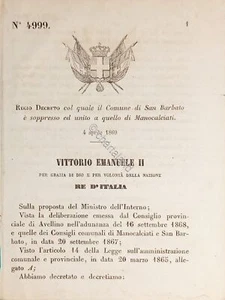 N° 4999.
1
REGIO DECRETO col quale il Comune di San Barbato
è soppresso ed unito a quello di Manocalciati.
4 aprile 1869
VITTORIO EMANUELE II
PER GRAZIA DI DIO E PER VOLONTÀ DELLA NAZIONE
RE D'ITALIA
Sulla proposta del Ministro dell'Interno;
Vista la deliberazione emessa dal Consiglio provin-
ciale di Avellino nell'adunanza del 16 settembre 1868,
e quelle dei Consigli comunali di Manocalciati e San Bar-
bato, in data 20 settembre 1867;
Visto l'articolo 14 della Legge sull'amministrazione
comunale e provinciale, in data 20 marzo 1865, alle-
gato A;
Abbiamo decretato e decretiamo: